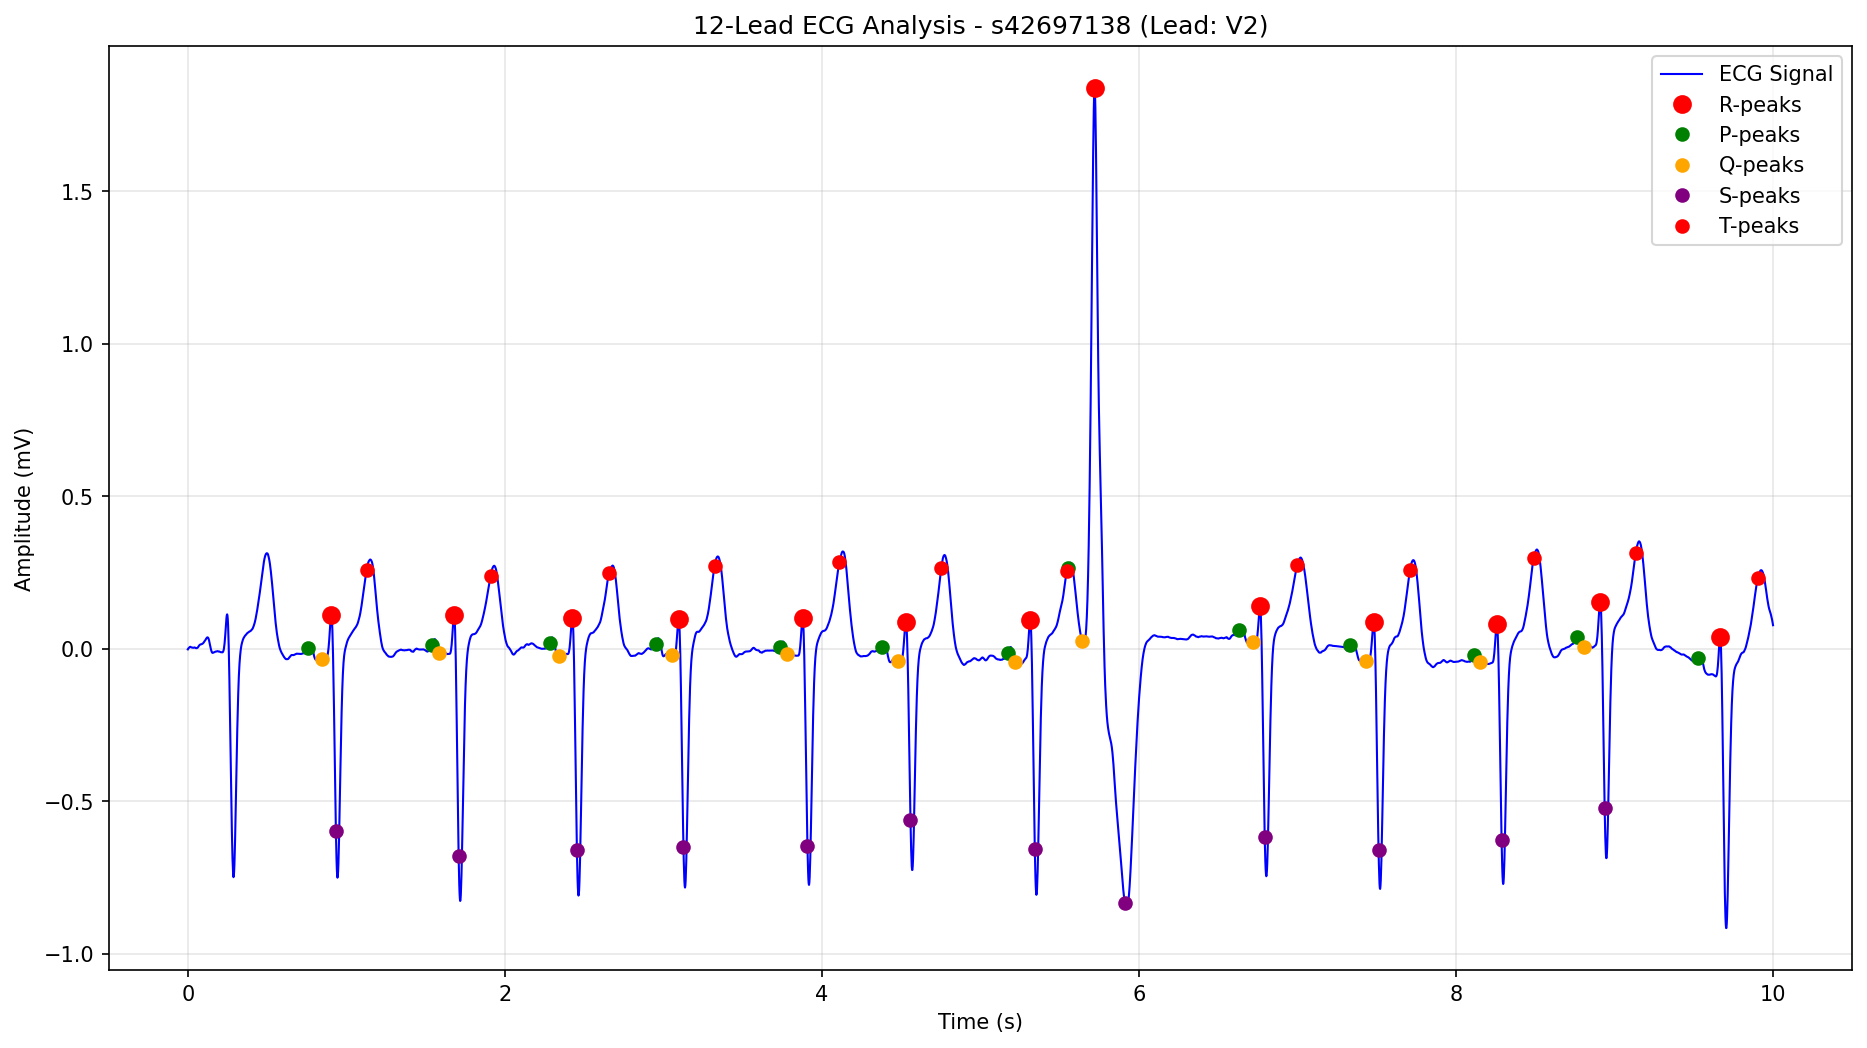 12-Lead ECG Analysis - s42697138 (Lead: V2)
ECG Signal
R-peaks
P-peaks
Q-peaks
S-peaks
T-peaks
Amplitude (mV)
1.5
1.0
0.5
0.0
−0.5
−1.0
0 2 4 6 8 10
Time (s)